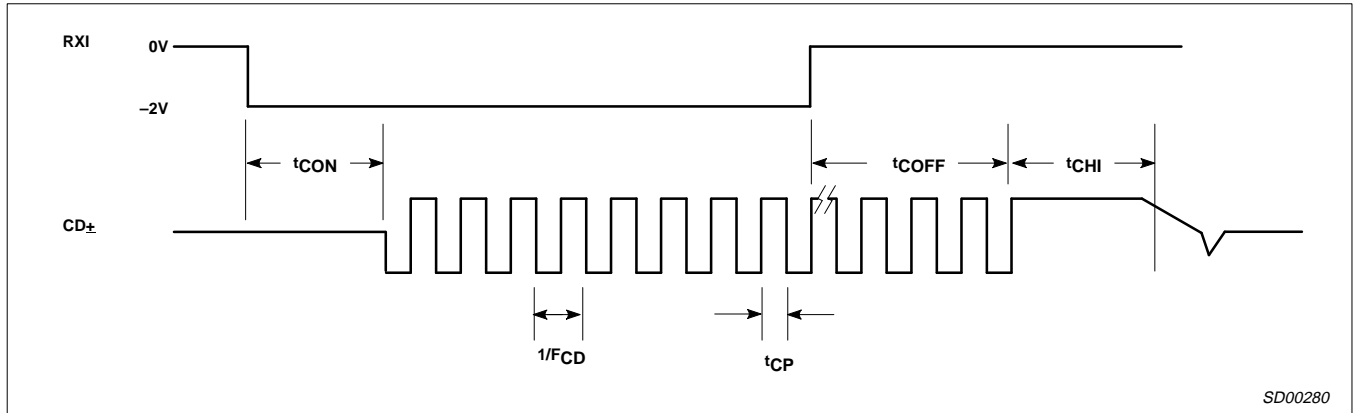 RXI
0V
–2V
tCON
tCOFF
tCHI
CD±
1/FCD
tCP
SD00280